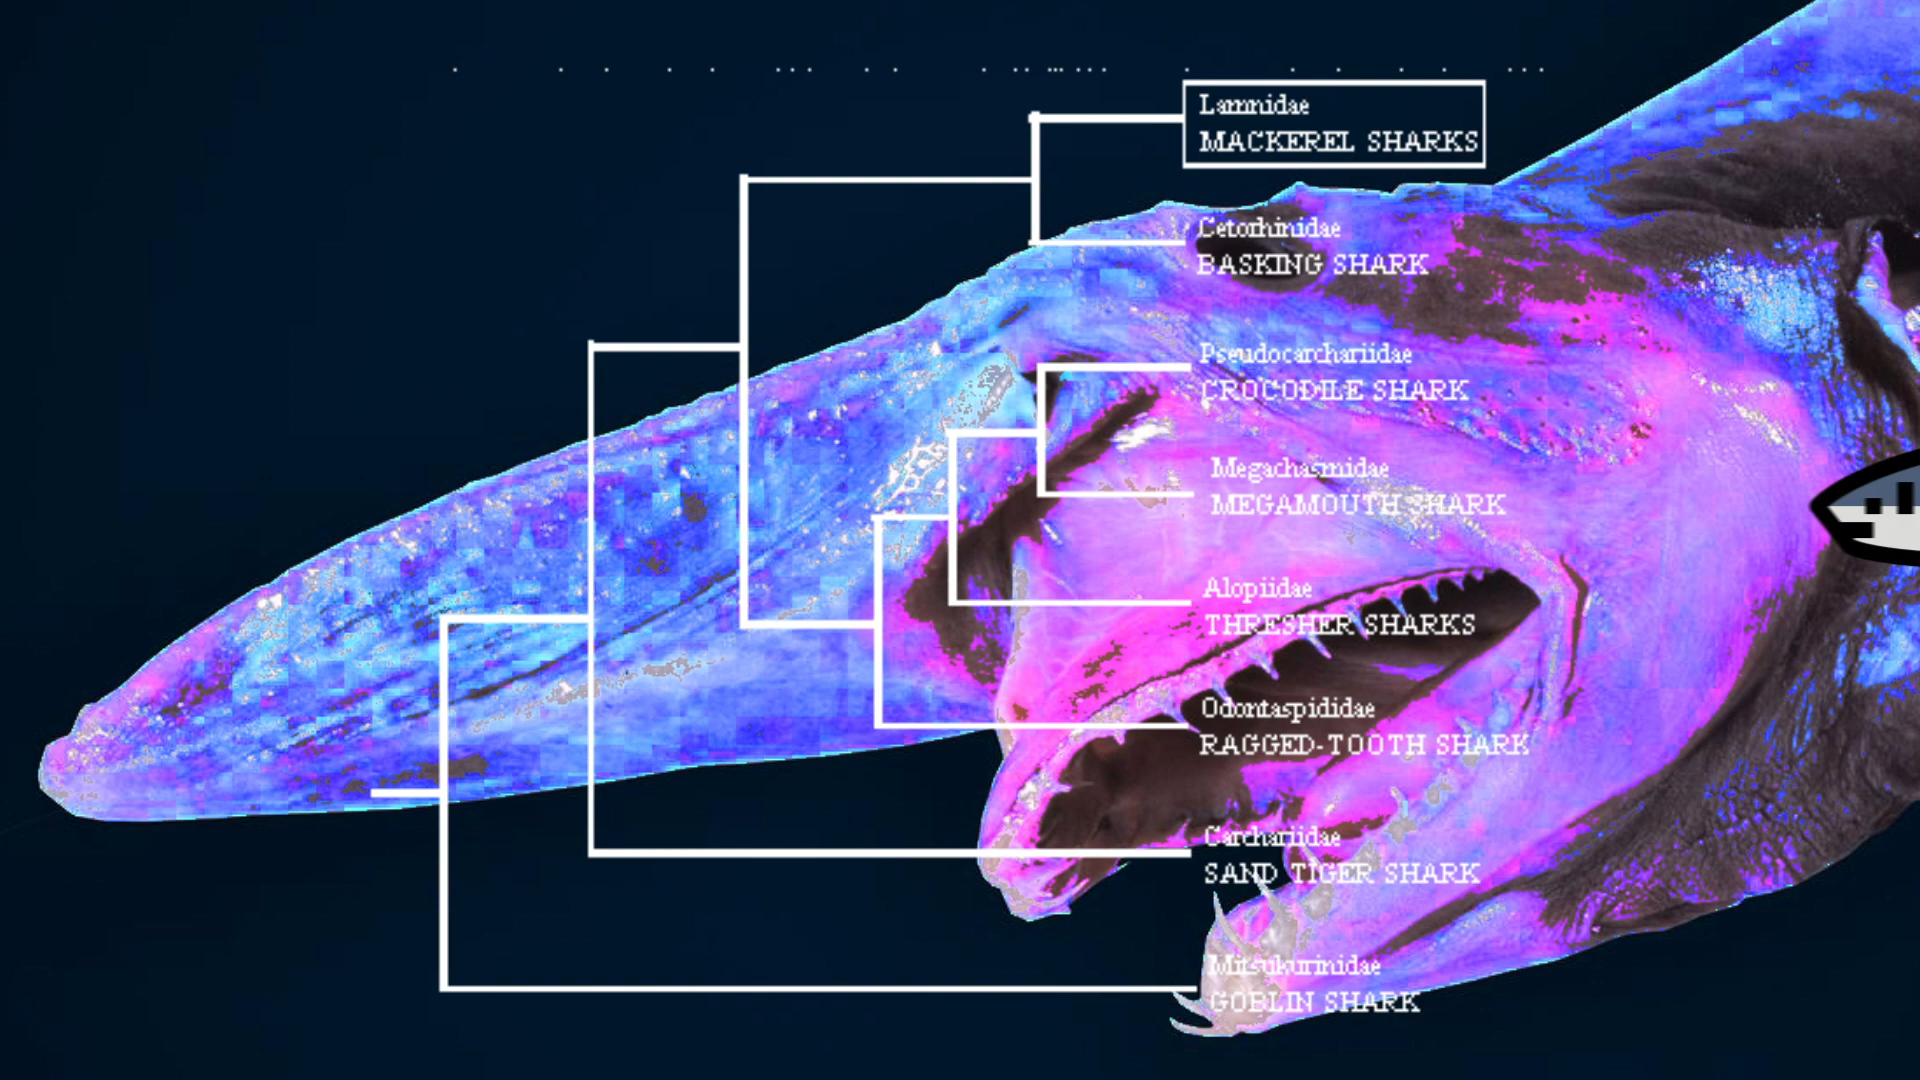 Lamnidae
MACKEREL SHARKS
Cetorhinidae
BASKING SHARK
Pseudocarchariidae
CROCODILE SHARK
Megachasmidae
MEGAMOUTH SHARK
Alopiidae
THRESHER SHARKS
Odontaspididae
RAGGED-TOOTH SHARK
Carchariidae
SAND TIGER SHARK
Mitsukurinidae
GOBLIN SHARK